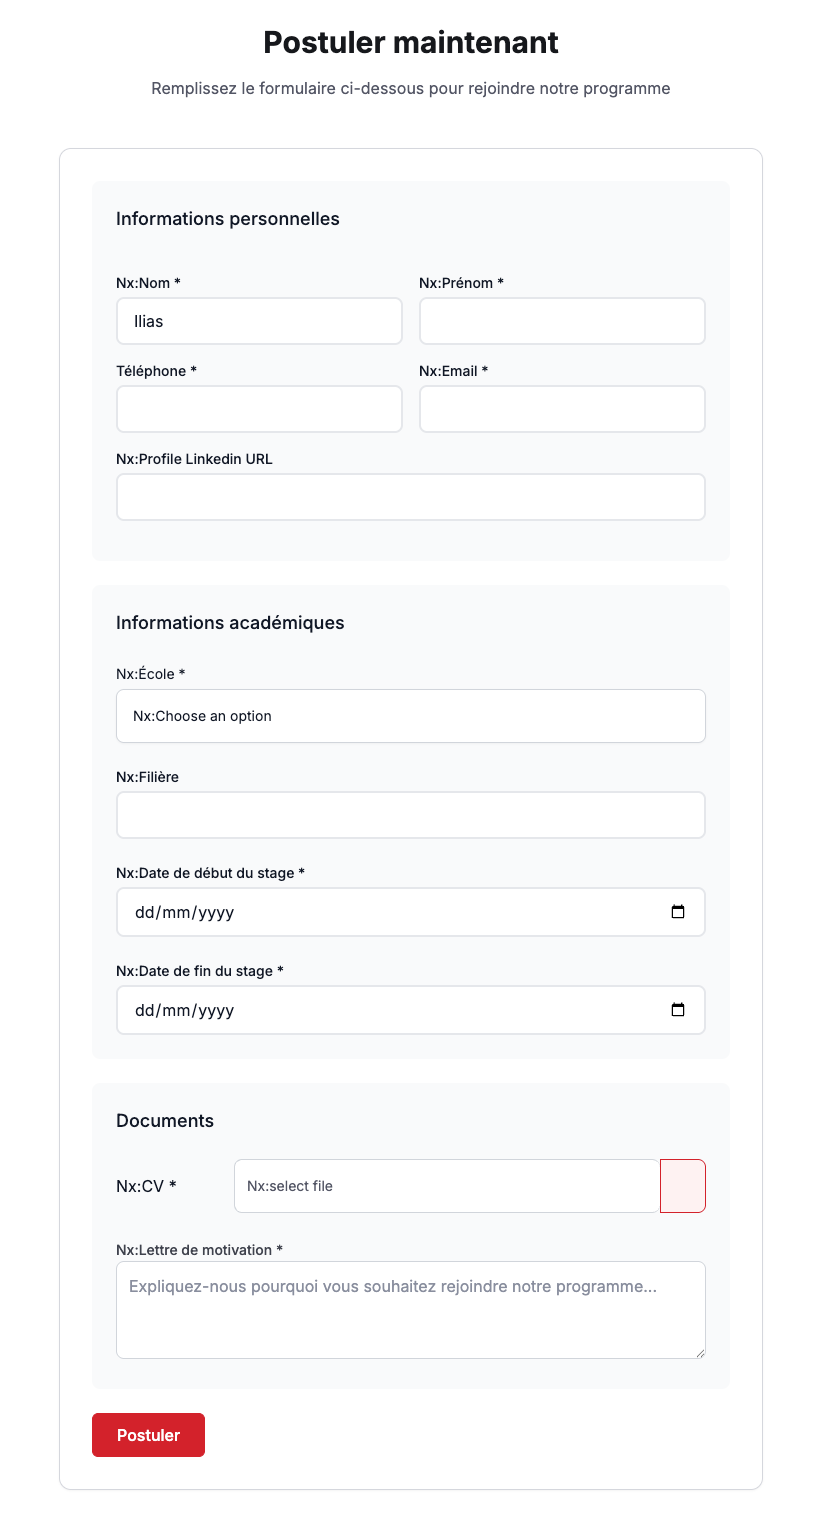 Postuler maintenant
Remplissez le formulaire ci-dessous pour rejoindre notre programme
Informations personnelles
Nx:Nom *
Nx:Prénom *
Ilias
Téléphone *
Nx:Email *
Nx:Profile Linkedin URL
Informations académiques
Nx:École *
Nx:Choose an option
Nx:Filière
Nx:Date de début du stage *
dd/mm/yyyy
Nx:Date de fin du stage *
dd/mm/yyyy
Documents
Nx:CV *
Nx:select file
Nx:Lettre de motivation *
Expliquez-nous pourquoi vous souhaitez rejoindre notre programme...
Postuler